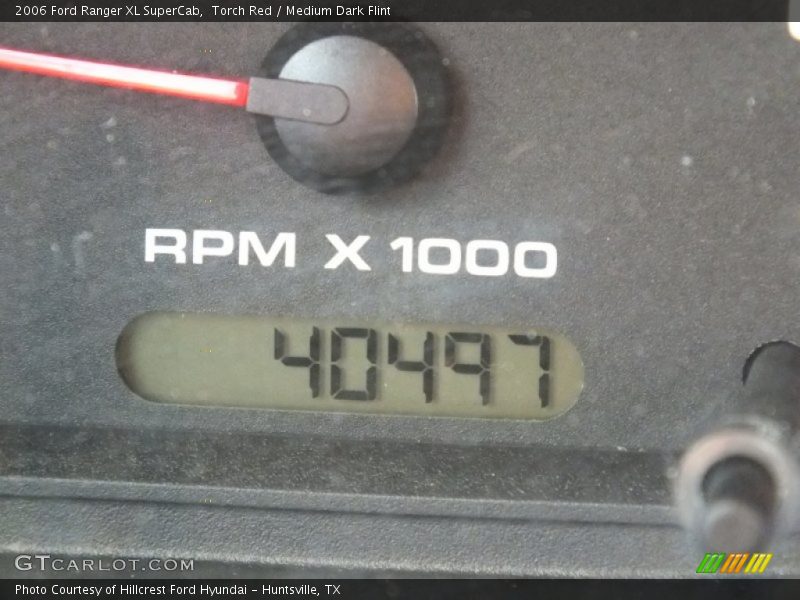 2006 Ford Ranger XL SuperCab,  Torch Red / Medium Dark Flint
RPM X 1000
40497
GTCARLOT.COM
Photo Courtesy of Hillcrest Ford Hyundai – Huntsville, TX